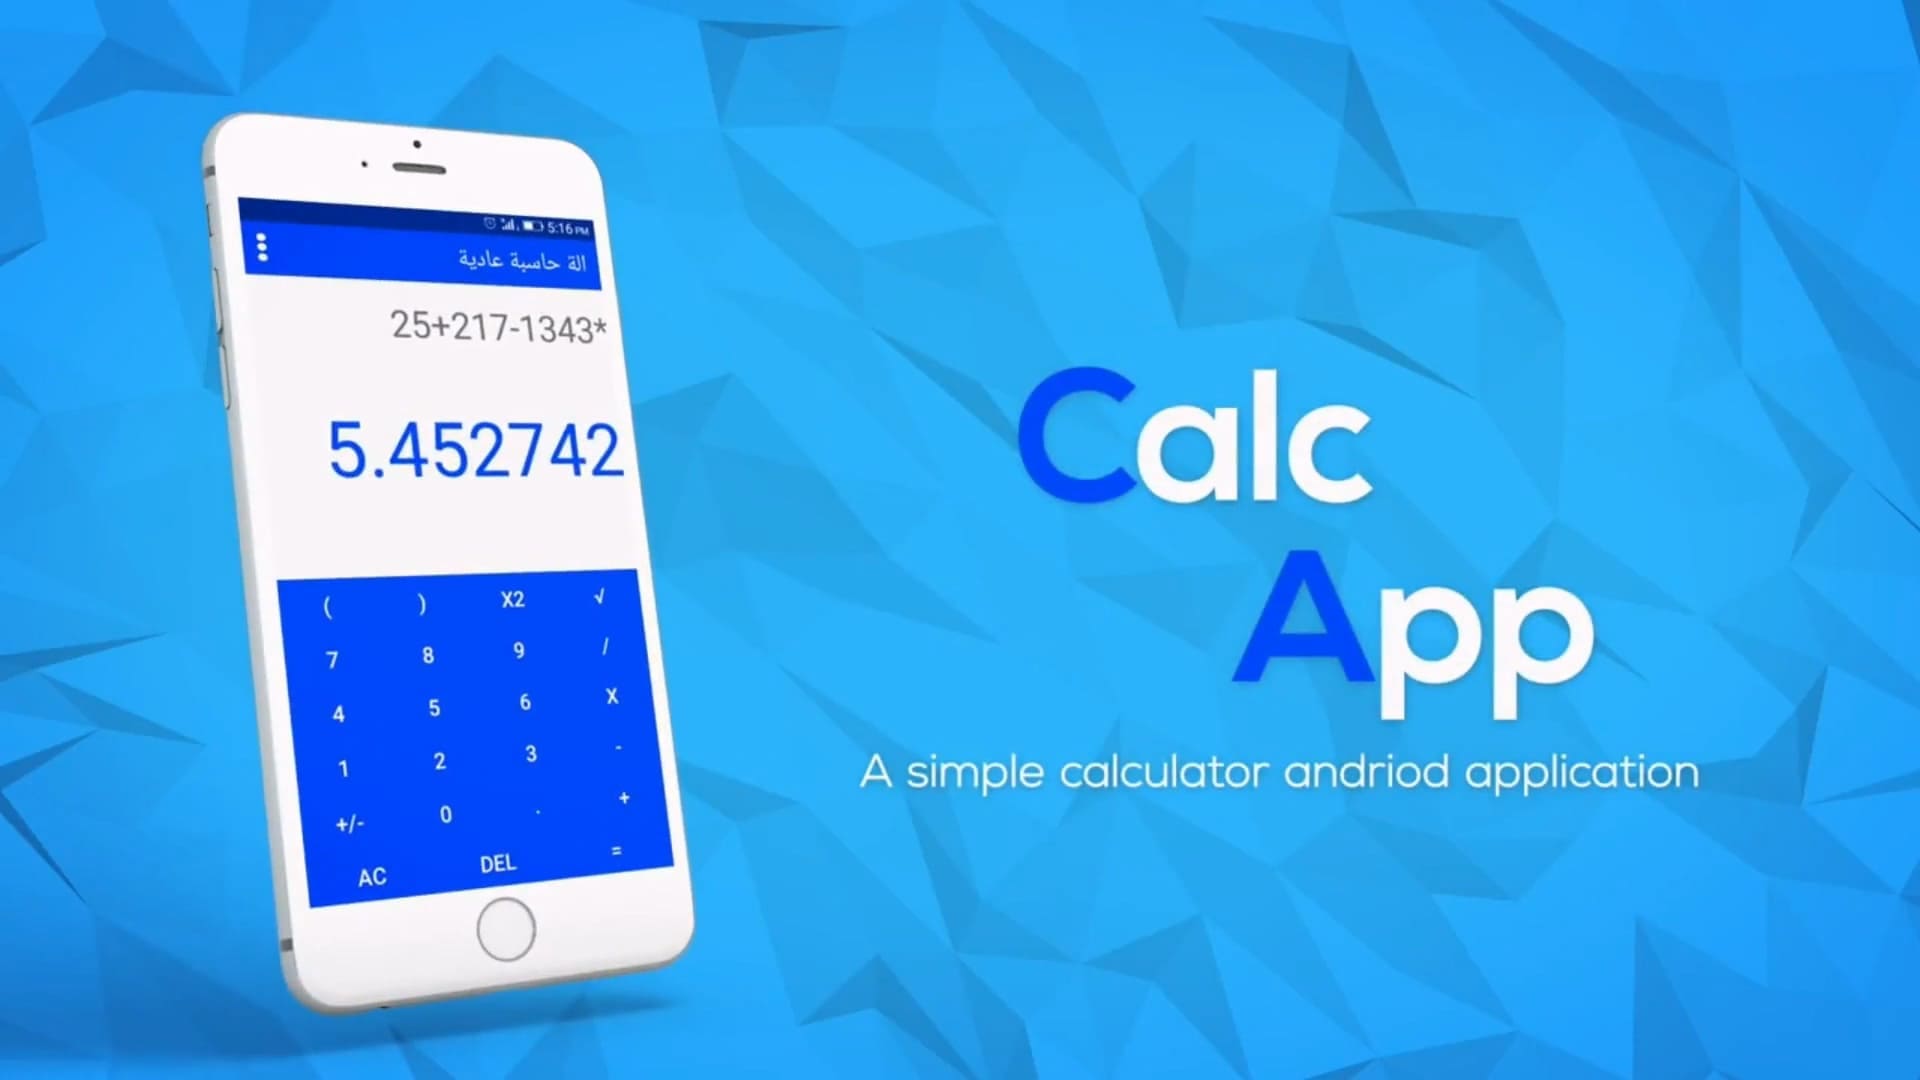 5:16 PM
الة حاسبة عادية
25+217-1343*
5.452742
( ) X2 √
7 8 9 /
4 5 6 X
1 2 3 -
+/- 0 . +
AC DEL =
Calc
App
A simple calculator andriod application